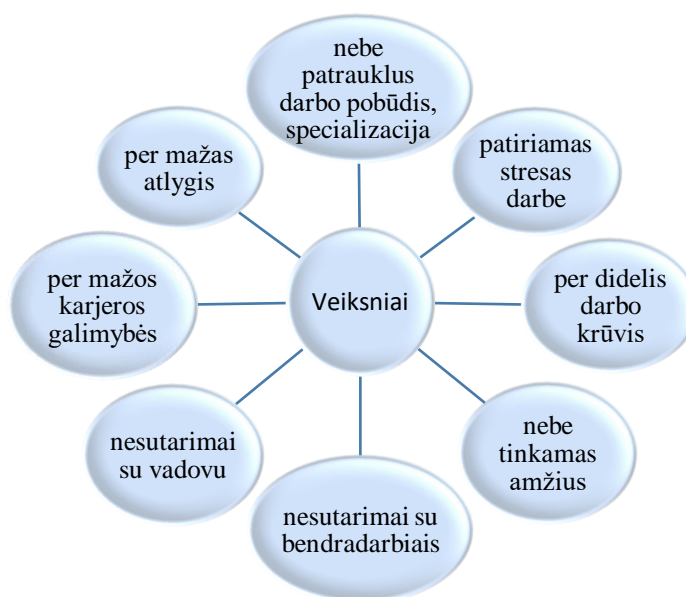 nebe
patrauklus
darbo pobūdis,
specializacija
patiriamas
stresas
darbe
per didelis
darbo
krūvis
nebe
tinkamas
amžius
nesutarimai su
bendradarbiais
nesutarimai
su vadovu
per mažos
karjeros
galimybės
per mažas
atlygis
Veiksniai